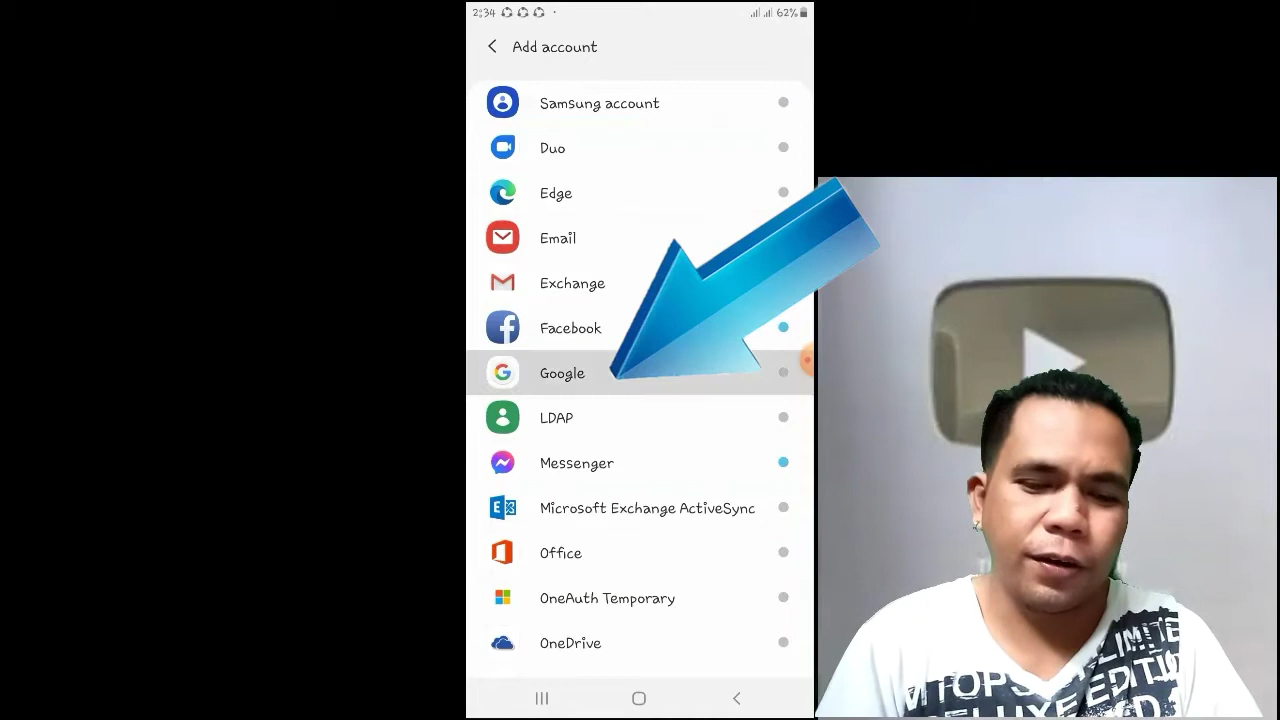 2:34
62%
Add account
Samsung account
Duo
Edge
Email
Exchange
Facebook
Google
LDAP
Messenger
Microsoft Exchange ActiveSync
Office
OneAuth Temporary
OneDrive